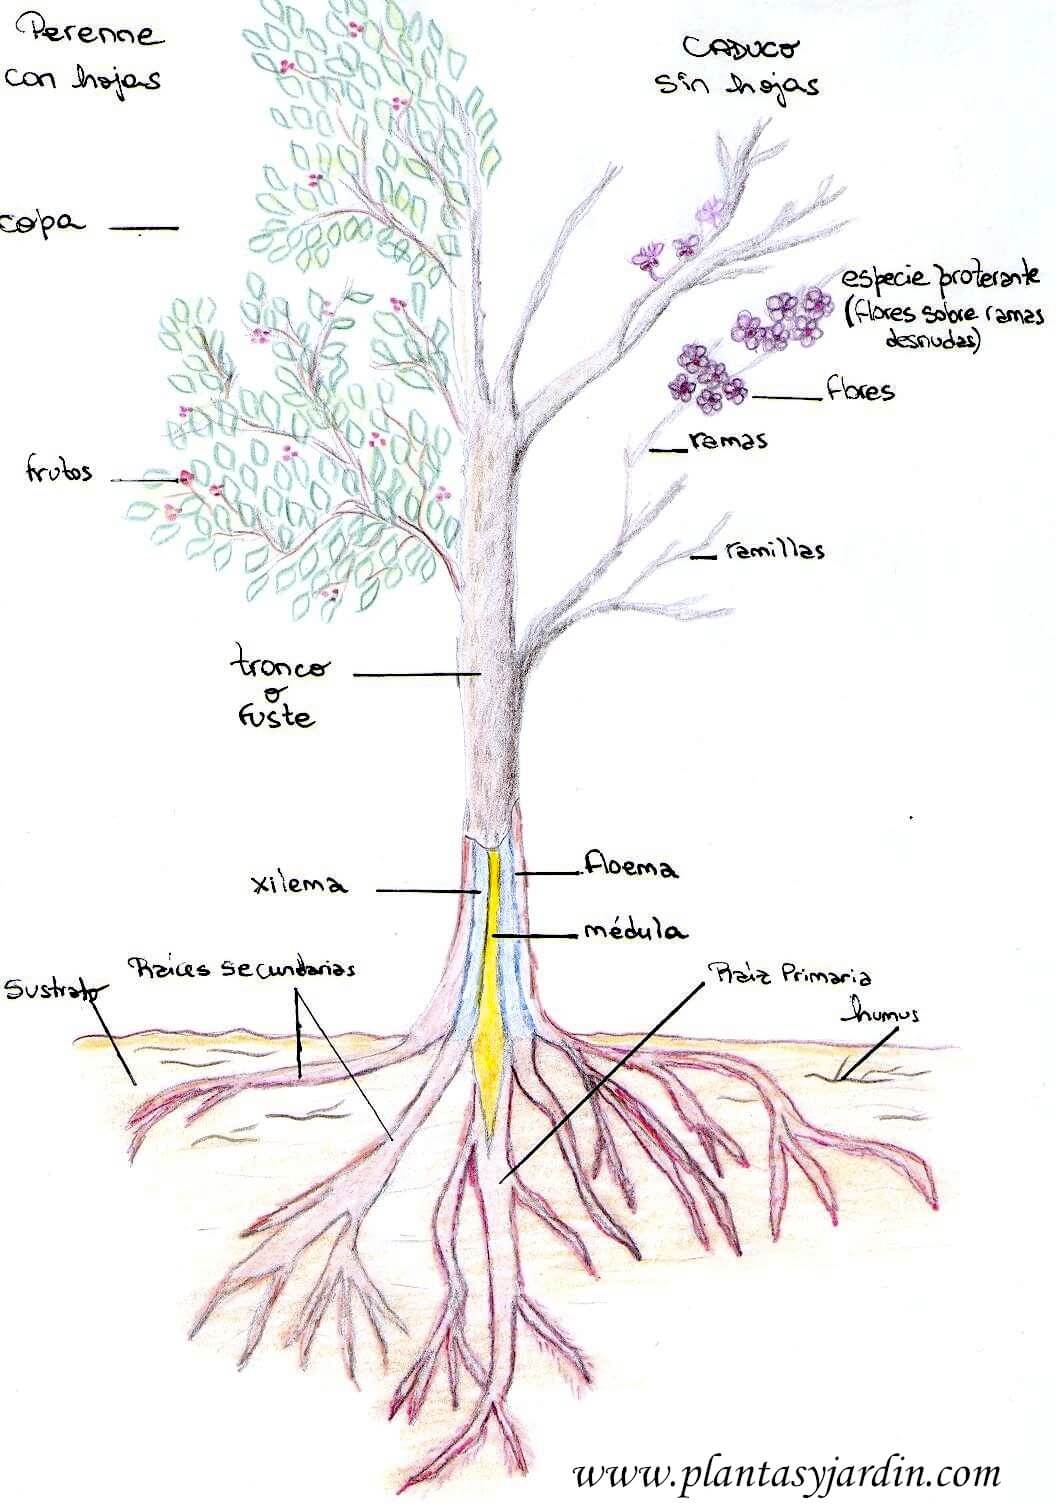 Perenne
con hojas
CADUCO
sin hojas
copa
especie proterante
(flores sobre ramas
desnudas)
flores
ramas
frutos
ramillas
tronco
o
fuste
xilema
floema
médula
Raíces secundarias
Sustrato
Raíz Primaria
humus
www.plantasyjardin.com